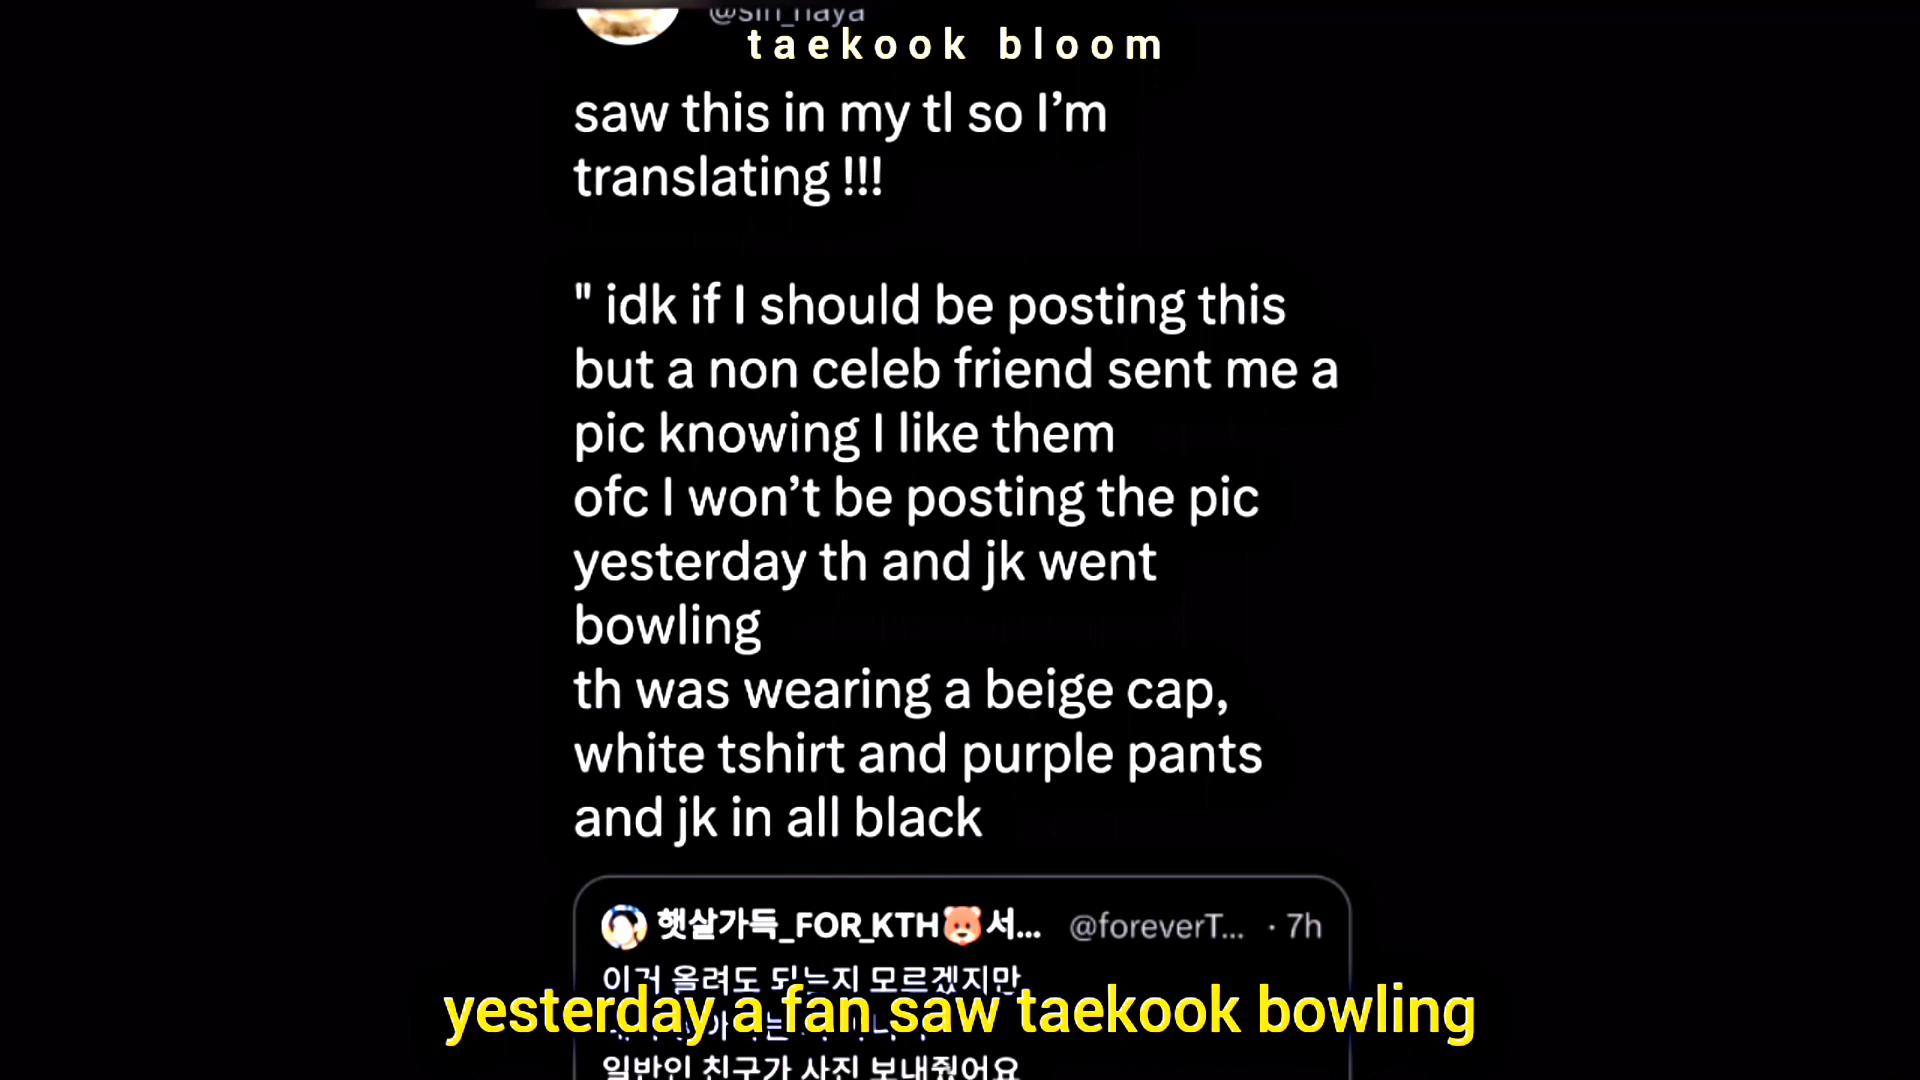 taekook bloom
saw this in my tl so I'm
translating !!!
" idk if I should be posting this
but a non celeb friend sent me a
pic knowing I like them
ofc I won't be posting the pic
yesterday th and jk went
bowling
th was wearing a beige cap,
white tshirt and purple pants
and jk in all black
햇살가득_FOR_KTH🐻서... @foreverT... · 7h
이거 올려도 되는지 모르겠지만
yesterday a fan saw taekook bowling
일반인 친구가 사진 보내줬어요